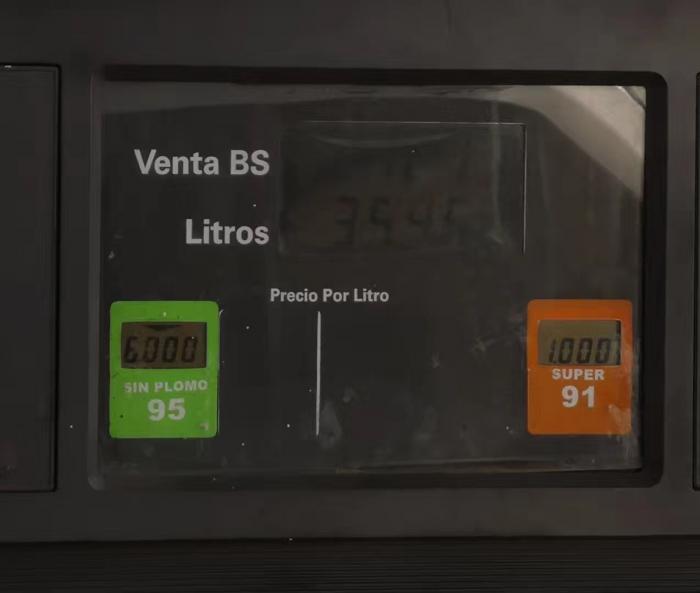 Venta BS
Litros
Precio Por Litro
6.000
SIN PLOMO
95
1.000
SUPER
91